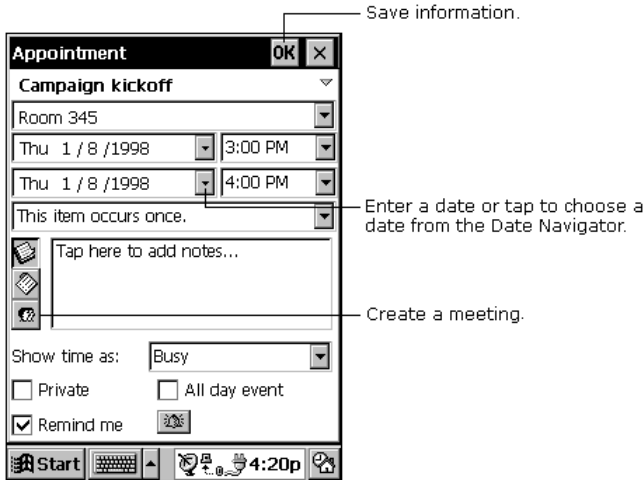 Save information.
Appointment OK
Campaign kickoff
Room 345
Thu 1 / 8 /1998 3:00 PM
Thu 1 / 8 /1998 4:00 PM
Enter a date or tap to choose a
date from the Date Navigator.
This item occurs once.
Tap here to add notes...
Create a meeting.
Show time as: Busy
Private All day event
Remind me
Start 4:20p